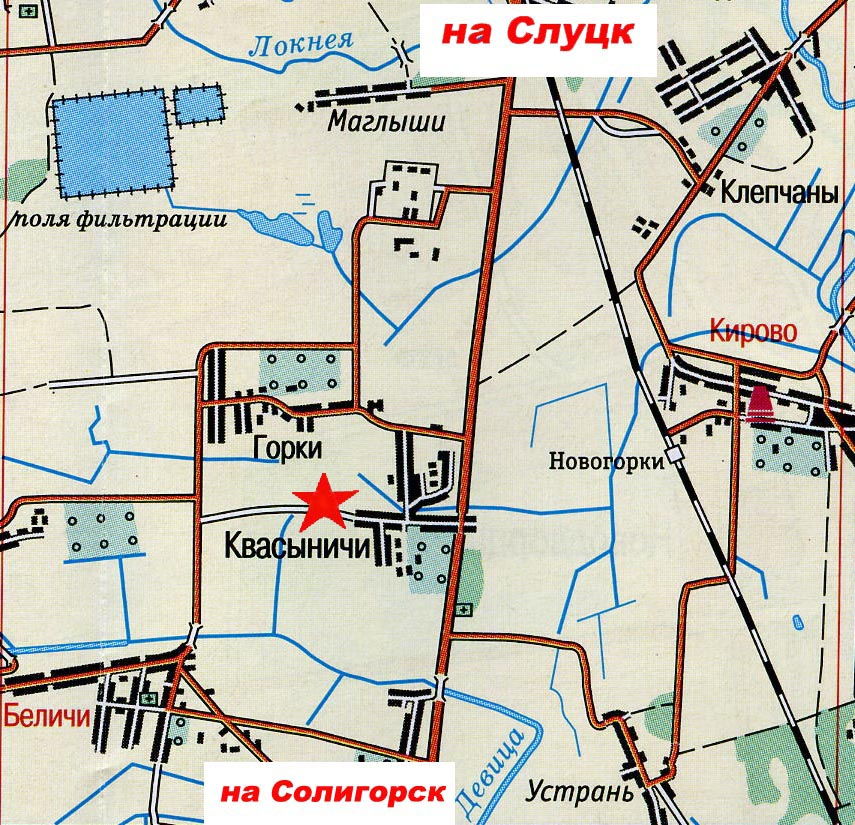 на Слуцк
Локнея
Маглыши
Клепчаны
поля фильтрации
Кирово
Горки
Новогорки
Квасыничи
Беличи
Девица
на Солигорск
Устрань